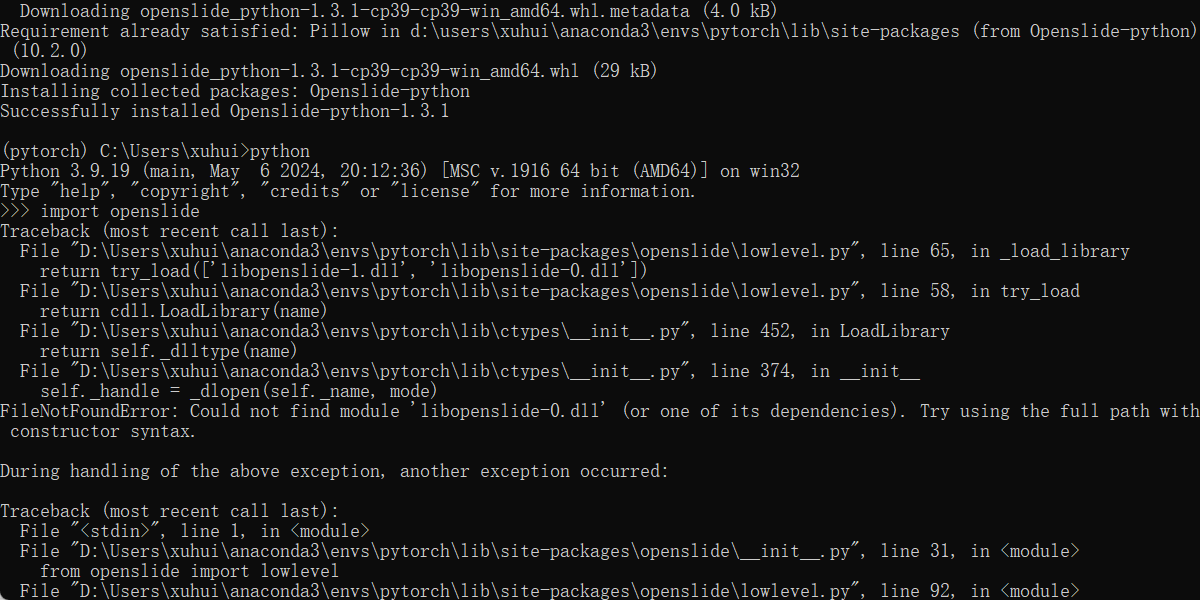 Downloading openslide_python-1.3.1-cp39-cp39-win_amd64.whl.metadata (4.0 kB)
Requirement already satisfied: Pillow in d:\users\xuhui\anaconda3\envs\pytorch\lib\site-packages (from Openslide-python)
(10.2.0)
Downloading openslide_python-1.3.1-cp39-cp39-win_amd64.whl (29 kB)
Installing collected packages: Openslide-python
Successfully installed Openslide-python-1.3.1
(pytorch) C:\Users\xuhui>python
Python 3.9.19 (main, May  6 2024, 20:12:36) [MSC v.1916 64 bit (AMD64)] on win32
Type "help", "copyright", "credits" or "license" for more information.
>>> import openslide
Traceback (most recent call last):
File "D:\Users\xuhui\anaconda3\envs\pytorch\lib\site-packages\openslide\lowlevel.py", line 65, in _load_library
return try_load(['libopenslide-1.dll', 'libopenslide-0.dll'])
File "D:\Users\xuhui\anaconda3\envs\pytorch\lib\site-packages\openslide\lowlevel.py", line 58, in try_load
return cdll.LoadLibrary(name)
File "D:\Users\xuhui\anaconda3\envs\pytorch\lib\ctypes\__init__.py", line 452, in LoadLibrary
return self._dlltype(name)
File "D:\Users\xuhui\anaconda3\envs\pytorch\lib\ctypes\__init__.py", line 374, in __init__
self._handle = _dlopen(self._name, mode)
FileNotFoundError: Could not find module 'libopenslide-0.dll' (or one of its dependencies). Try using the full path with
constructor syntax.
During handling of the above exception, another exception occurred:
Traceback (most recent call last):
File "<stdin>", line 1, in <module>
File "D:\Users\xuhui\anaconda3\envs\pytorch\lib\site-packages\openslide\__init__.py", line 31, in <module>
from openslide import lowlevel
File "D:\Users\xuhui\anaconda3\envs\pytorch\lib\site-packages\openslide\lowlevel.py", line 92, in <module>